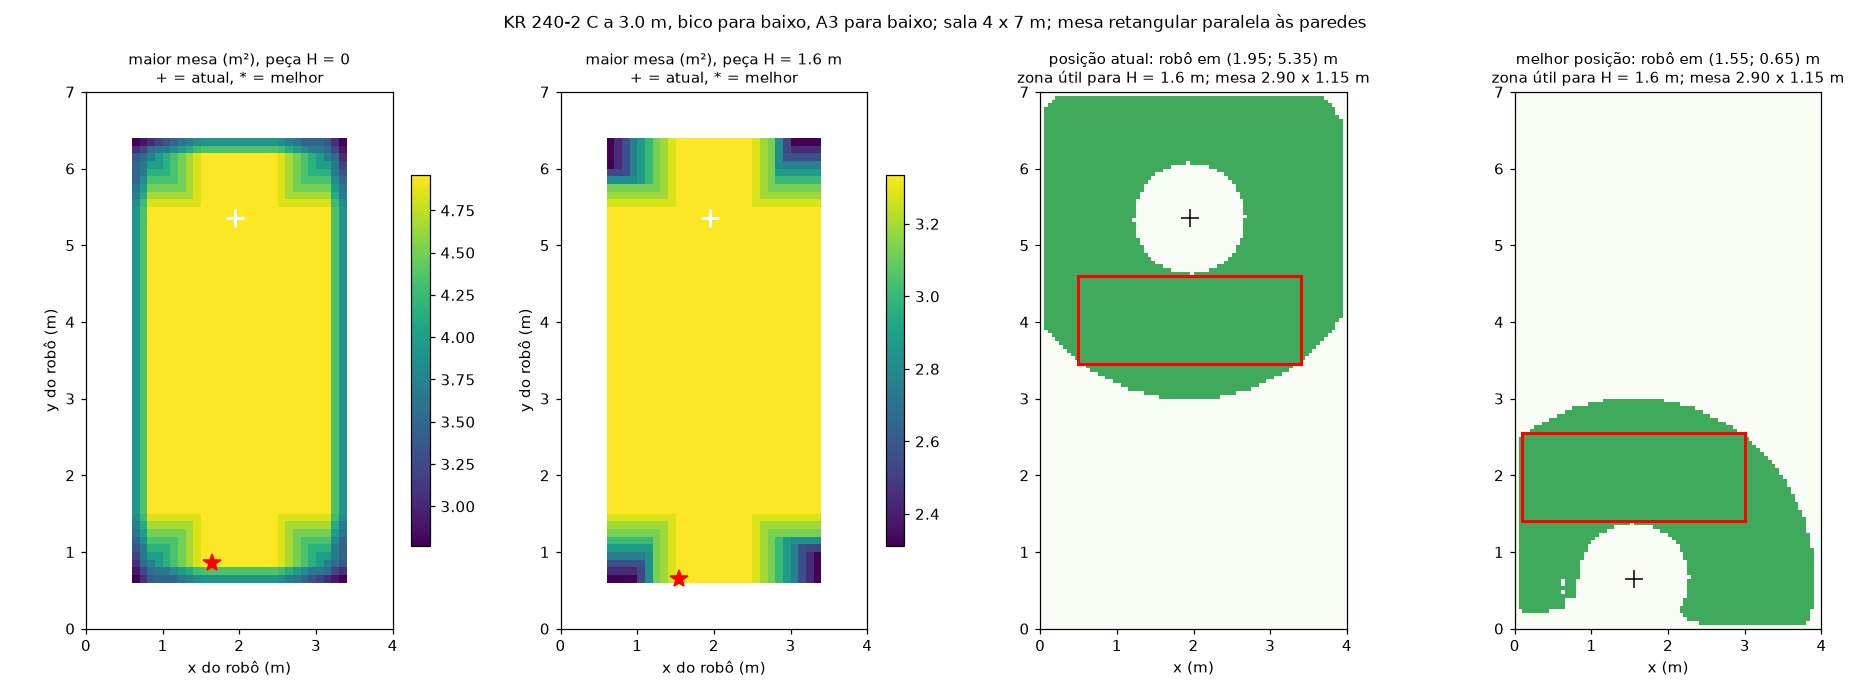 KR 240-2 C a 3.0 m, bico para baixo, A3 para baixo; sala 4 x 7 m; mesa retangular paralela às paredes
maior mesa (m²), peça H = 0
+ = atual, * = melhor
7
6
5
4
3
2
1
0
0 1 2 3 4
y do robô (m)
x do robô (m)
4.75
4.50
4.25
4.00
3.75
3.50
3.25
3.00
maior mesa (m²), peça H = 1.6 m
+ = atual, * = melhor
7
6
5
4
3
2
1
0
0 1 2 3 4
y do robô (m)
x do robô (m)
3.2
3.0
2.8
2.6
2.4
posição atual: robô em (1.95; 5.35) m
zona útil para H = 1.6 m; mesa 2.90 x 1.15 m
7
6
5
4
3
2
1
0
0 1 2 3 4
x (m)
melhor posição: robô em (1.55; 0.65) m
zona útil para H = 1.6 m; mesa 2.90 x 1.15 m
7
6
5
4
3
2
1
0
0 1 2 3 4
x (m)